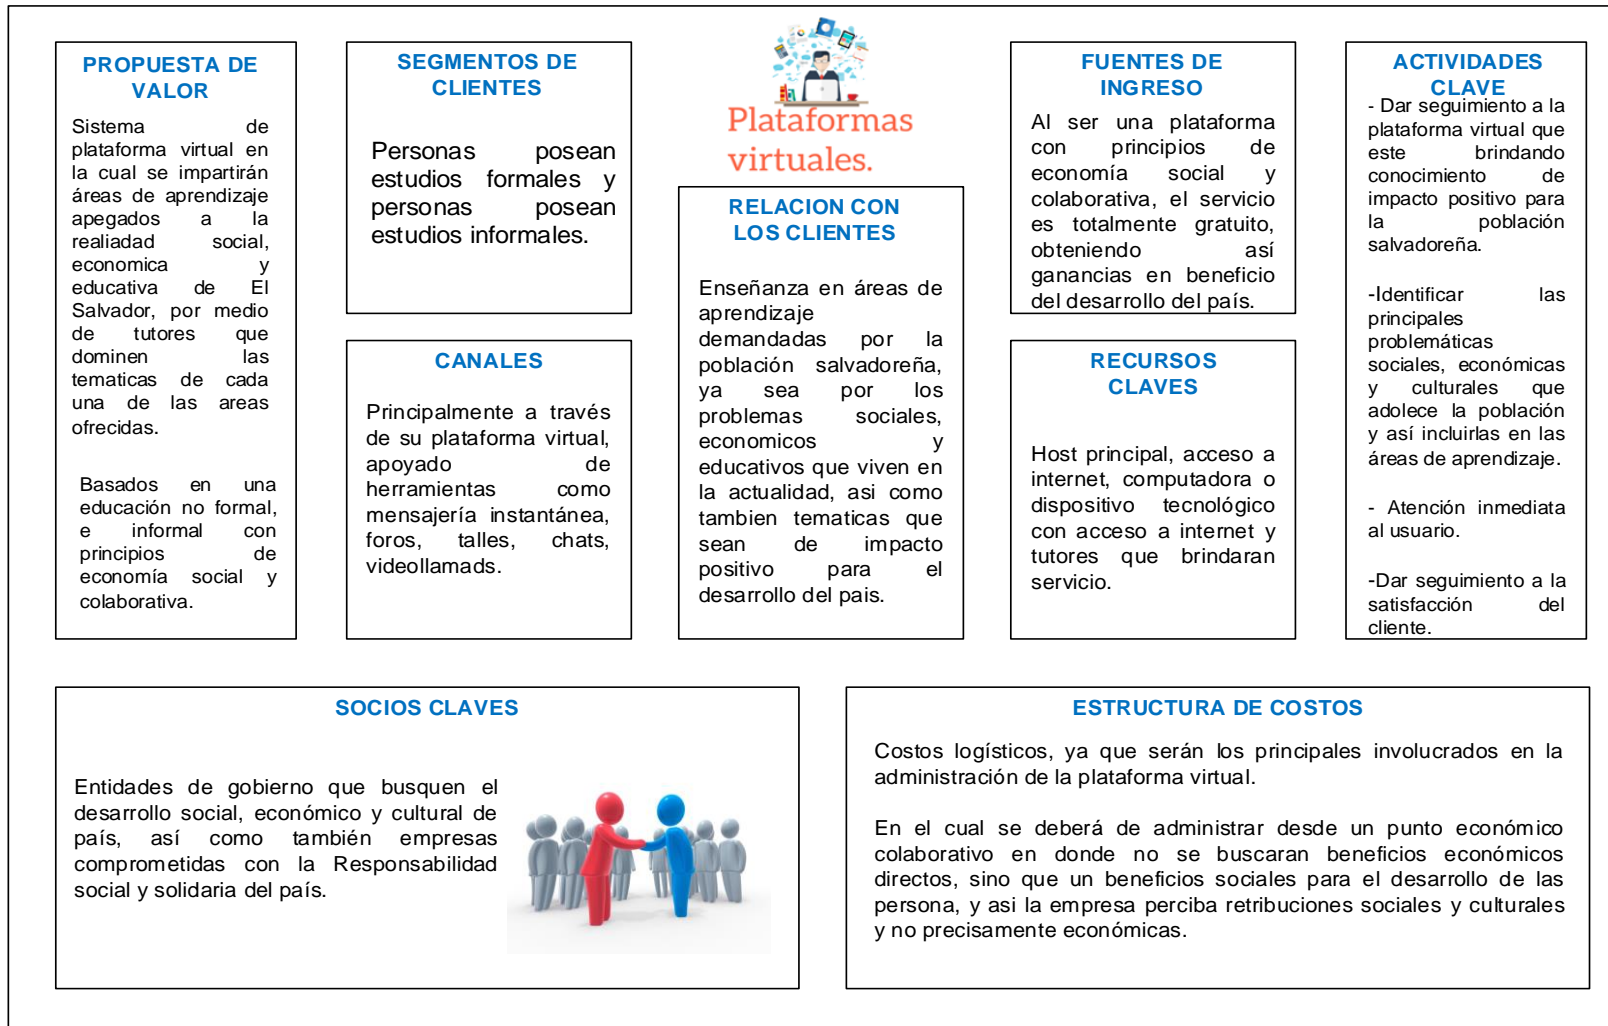 PROPUESTA DE
VALOR
Sistema de
plataforma virtual en
la cual se impartirán
áreas de aprendizaje
apegados a la
realiadad social,
economica y
educativa de El
Salvador, por medio
de tutores que
dominen las
tematicas de cada
una de las areas
ofrecidas.
Basados en una
educación no formal,
e informal con
principios de
economía social y
colaborativa.
SEGMENTOS DE
CLIENTES
Personas posean
estudios formales y
personas posean
estudios informales.
CANALES
Principalmente a través
de su plataforma virtual,
apoyado de
herramientas como
mensajería instantánea,
foros, talles, chats,
videollamads.
Plataformas
virtuales.
RELACION CON
LOS CLIENTES
Enseñanza en áreas de
aprendizaje
demandadas por la
población salvadoreña,
ya sea por los
problemas sociales,
economicos y
educativos que viven en
la actualidad, asi como
tambien tematicas que
sean de impacto
positivo para el
desarrollo del pais.
FUENTES DE
INGRESO
Al ser una plataforma
con principios de
economía social y
colaborativa, el servicio
es totalmente gratuito,
obteniendo así
ganancias en beneficio
del desarrollo del país.
RECURSOS
CLAVES
Host principal, acceso a
internet, computadora o
dispositivo tecnológico
con acceso a internet y
tutores que brindaran
servicio.
ACTIVIDADES
CLAVE
- Dar seguimiento a la
plataforma virtual que
este brindando
conocimiento de
impacto positivo para
la población
salvadoreña.
-Identificar las
principales
problemáticas
sociales, económicas
y culturales que
adolece la población
y así incluirlas en las
áreas de aprendizaje.
- Atención inmediata
al usuario.
-Dar seguimiento a la
satisfacción del
cliente.
SOCIOS CLAVES
Entidades de gobierno que busquen el
desarrollo social, económico y cultural de
país, así como también empresas
comprometidas con la Responsabilidad
social y solidaria del país.
ESTRUCTURA DE COSTOS
Costos logísticos, ya que serán los principales involucrados en la
administración de la plataforma virtual.
En el cual se deberá de administrar desde un punto económico
colaborativo en donde no se buscaran beneficios económicos
directos, sino que un beneficios sociales para el desarrollo de las
persona, y asi la empresa perciba retribuciones sociales y culturales
y no precisamente económicas.